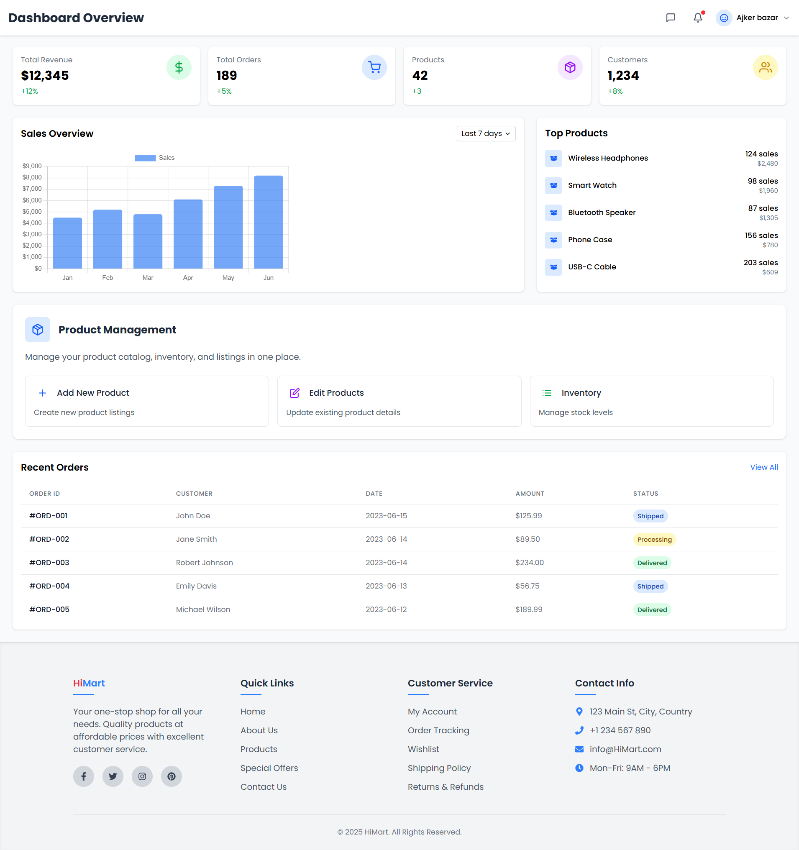 Dashboard Overview
Ajker bazar
Total Revenue
$12,345
+12%
Total Orders
189
+5%
Products
42
+3
Customers
1,234
+8%
Sales Overview
Last 7 days
Sales
$9,000
$8,000
$7,000
$6,000
$5,000
$4,000
$3,000
$2,000
$1,000
$0
Jan Feb Mar Apr May Jun
Top Products
Wireless Headphones 124 sales
$2,480
Smart Watch 98 sales
$1,960
Bluetooth Speaker 87 sales
$1,305
Phone Case 156 sales
$780
USB-C Cable 203 sales
$609
Product Management
Manage your product catalog, inventory, and listings in one place.
Add New Product
Create new product listings
Edit Products
Update existing product details
Inventory
Manage stock levels
Recent Orders
View All
ORDER ID CUSTOMER DATE AMOUNT STATUS
#ORD-001 John Doe 2023-06-15 $125.99 Shipped
#ORD-002 Jane Smith 2023-06-14 $89.50 Processing
#ORD-003 Robert Johnson 2023-06-14 $234.00 Delivered
#ORD-004 Emily Davis 2023-06-13 $56.75 Shipped
#ORD-005 Michael Wilson 2023-06-12 $189.99 Delivered
HiMart
Your one-stop shop for all your
needs. Quality products at
affordable prices with excellent
customer service.
Quick Links
Home
About Us
Products
Special Offers
Contact Us
Customer Service
My Account
Order Tracking
Wishlist
Shipping Policy
Returns & Refunds
Contact Info
123 Main St, City, Country
+1 234 567 890
info@HiMart.com
Mon-Fri: 9AM - 6PM
© 2025 HiMart. All Rights Reserved.